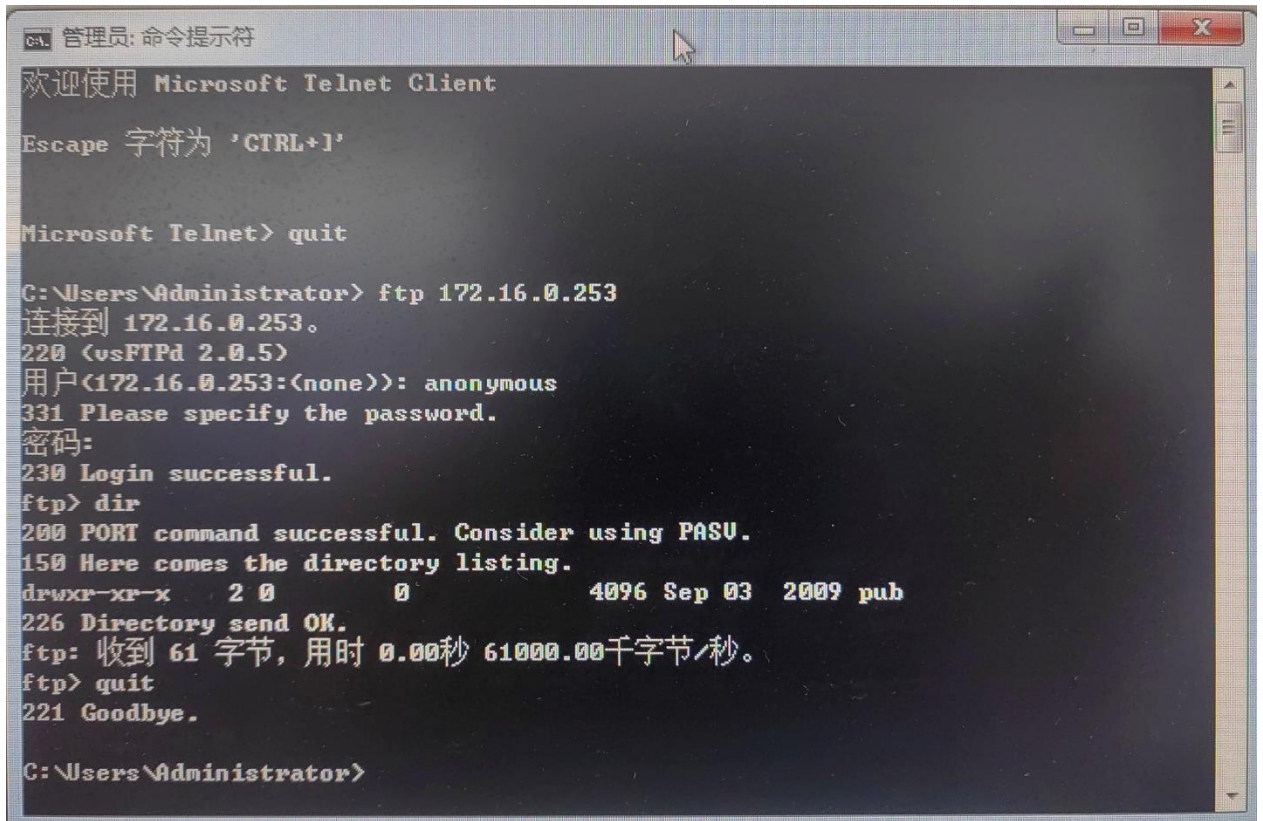 管理员: 命令提示符
欢迎使用 Microsoft Telnet Client
Escape 字符为 'CTRL+]'
Microsoft Telnet> quit
C:\Users\Administrator> ftp 172.16.0.253
连接到 172.16.0.253。
220 (vsFTPd 2.0.5)
用户(172.16.0.253:(none)): anonymous
331 Please specify the password.
密码:
230 Login successful.
ftp> dir
200 PORT command successful. Consider using PASV.
150 Here comes the directory listing.
drwxr-xr-x    2 0        0            4096 Sep 03  2009 pub
226 Directory send OK.
ftp: 收到 61 字节，用时 0.00秒 61000.00千字节/秒。
ftp> quit
221 Goodbye.
C:\Users\Administrator>